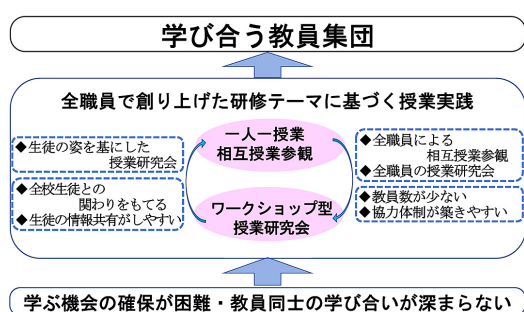 学び合う教員集団
全職員で創り上げた研修テーマに基づく授業実践
◆生徒の姿を基にした
授業研究会
◆全校生徒との
関わりをもてる
◆生徒の情報共有がしやすい
一人一授業
相互授業参観
ワークショップ型
授業研究会
◆全職員による
相互授業参観
◆全職員の授業研究会
◆教員数が少ない
◆協力体制が築きやすい
学ぶ機会の確保が困難・教員同士の学び合いが深まらない